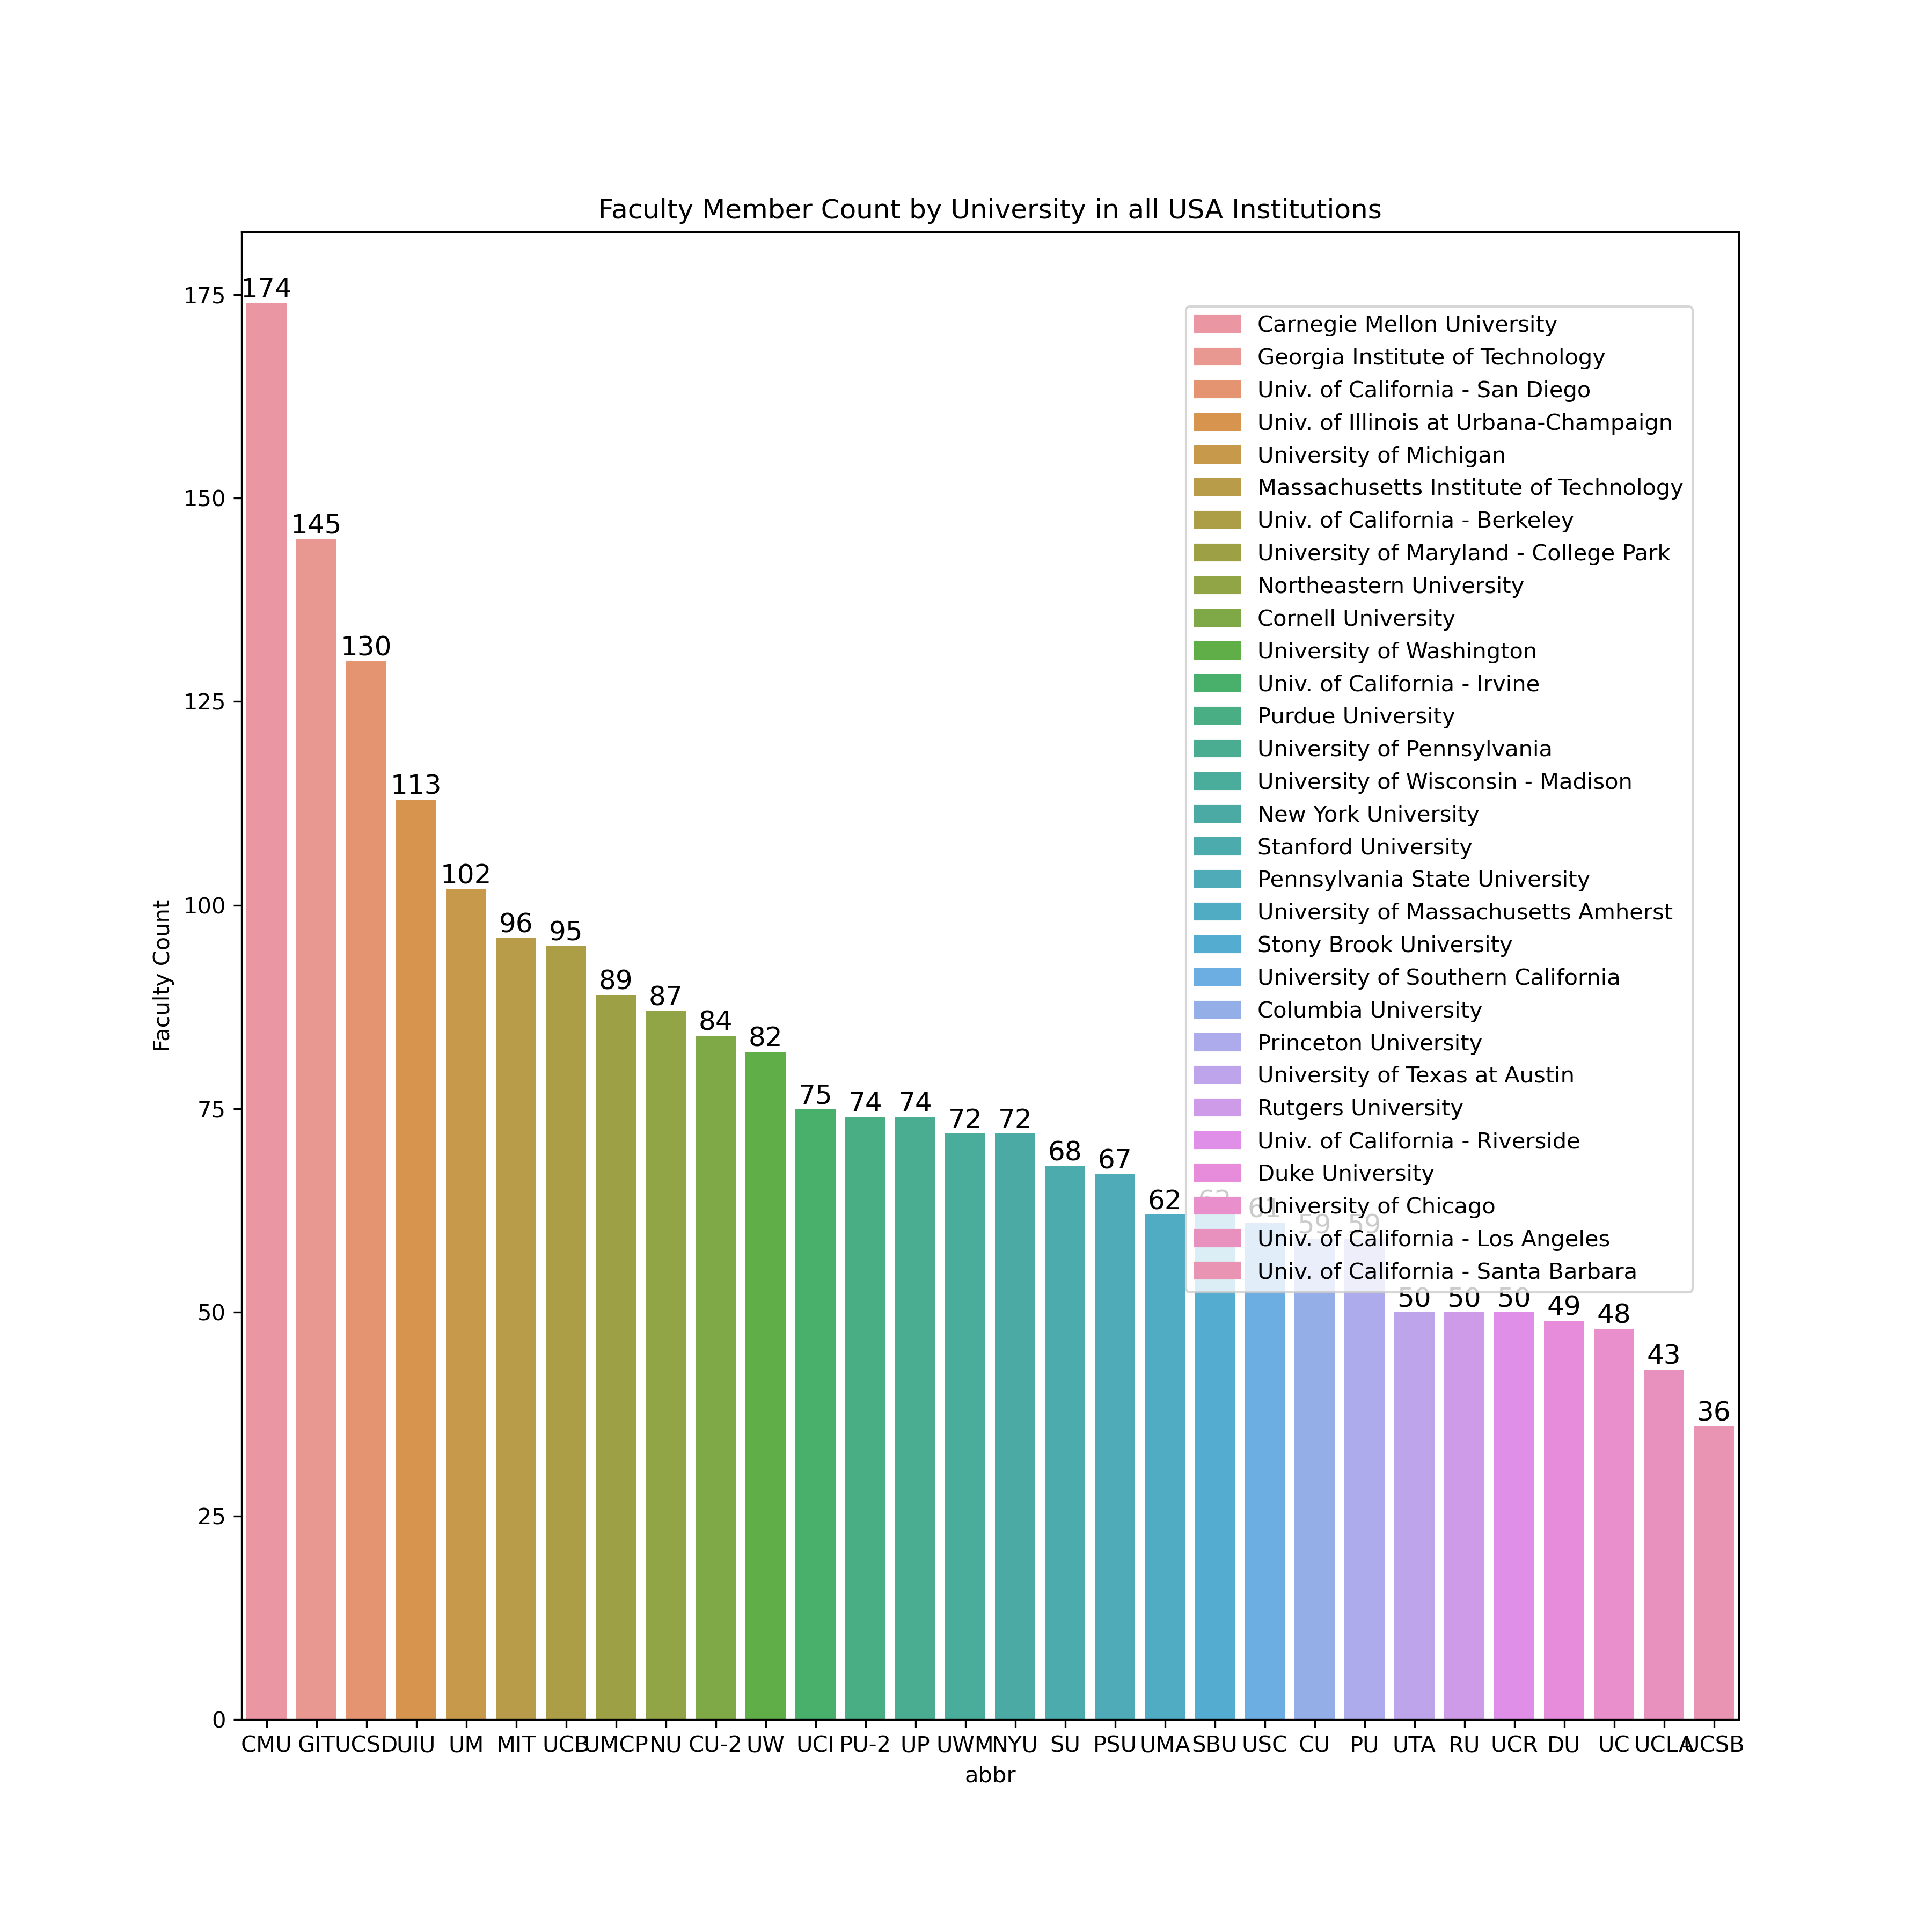 Faculty Member Count by University in all USA Institutions
Faculty Count
175
150
125
100
75
50
25
0
174
145
130
113
102
96
95
89
87
84
82
75
74
74
72
72
68
67
62
62
61
59
59
50
50
50
49
48
43
36
Carnegie Mellon University
Georgia Institute of Technology
Univ. of California - San Diego
Univ. of Illinois at Urbana-Champaign
University of Michigan
Massachusetts Institute of Technology
Univ. of California - Berkeley
University of Maryland - College Park
Northeastern University
Cornell University
University of Washington
Univ. of California - Irvine
Purdue University
University of Pennsylvania
University of Wisconsin - Madison
New York University
Stanford University
Pennsylvania State University
University of Massachusetts Amherst
Stony Brook University
University of Southern California
Columbia University
Princeton University
University of Texas at Austin
Rutgers University
Univ. of California - Riverside
Duke University
University of Chicago
Univ. of California - Los Angeles
Univ. of California - Santa Barbara
CMU GIT UCSD UIU UM MIT UCB UMCP NU CU-2 UW UCI PU-2 UP UWM NYU SU PSU UMA SBU USC CU PU UTA RU UCR DU UC UCLA UCSB
abbr